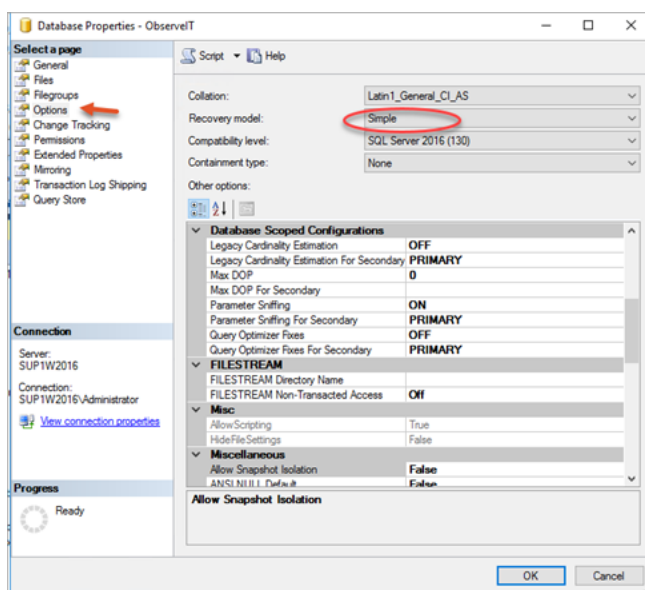 Database Properties - ObserveIT
Select a page
General
Files
Filegroups
Options
Change Tracking
Permissions
Extended Properties
Mirroring
Transaction Log Shipping
Query Store
Connection
Server:
SUP1W2016
Connection:
SUP1W2016\Administrator
View connection properties
Progress
Ready
Script Help
Collation: Latin1_General_CI_AS
Recovery model: Simple
Compatibility level: SQL Server 2016 (130)
Containment type: None
Other options:
Database Scoped Configurations
Legacy Cardinality Estimation OFF
Legacy Cardinality Estimation For Secondary PRIMARY
Max DOP 0
Max DOP For Secondary
Parameter Sniffing ON
Parameter Sniffing For Secondary PRIMARY
Query Optimizer Fixes OFF
Query Optimizer Fixes For Secondary PRIMARY
FILESTREAM
FILESTREAM Directory Name
FILESTREAM Non-Transacted Access Off
Misc
AllowScripting True
HideFileSettings False
Miscellaneous
Allow Snapshot Isolation False
ANSI NULL Default False
Allow Snapshot Isolation
OK Cancel